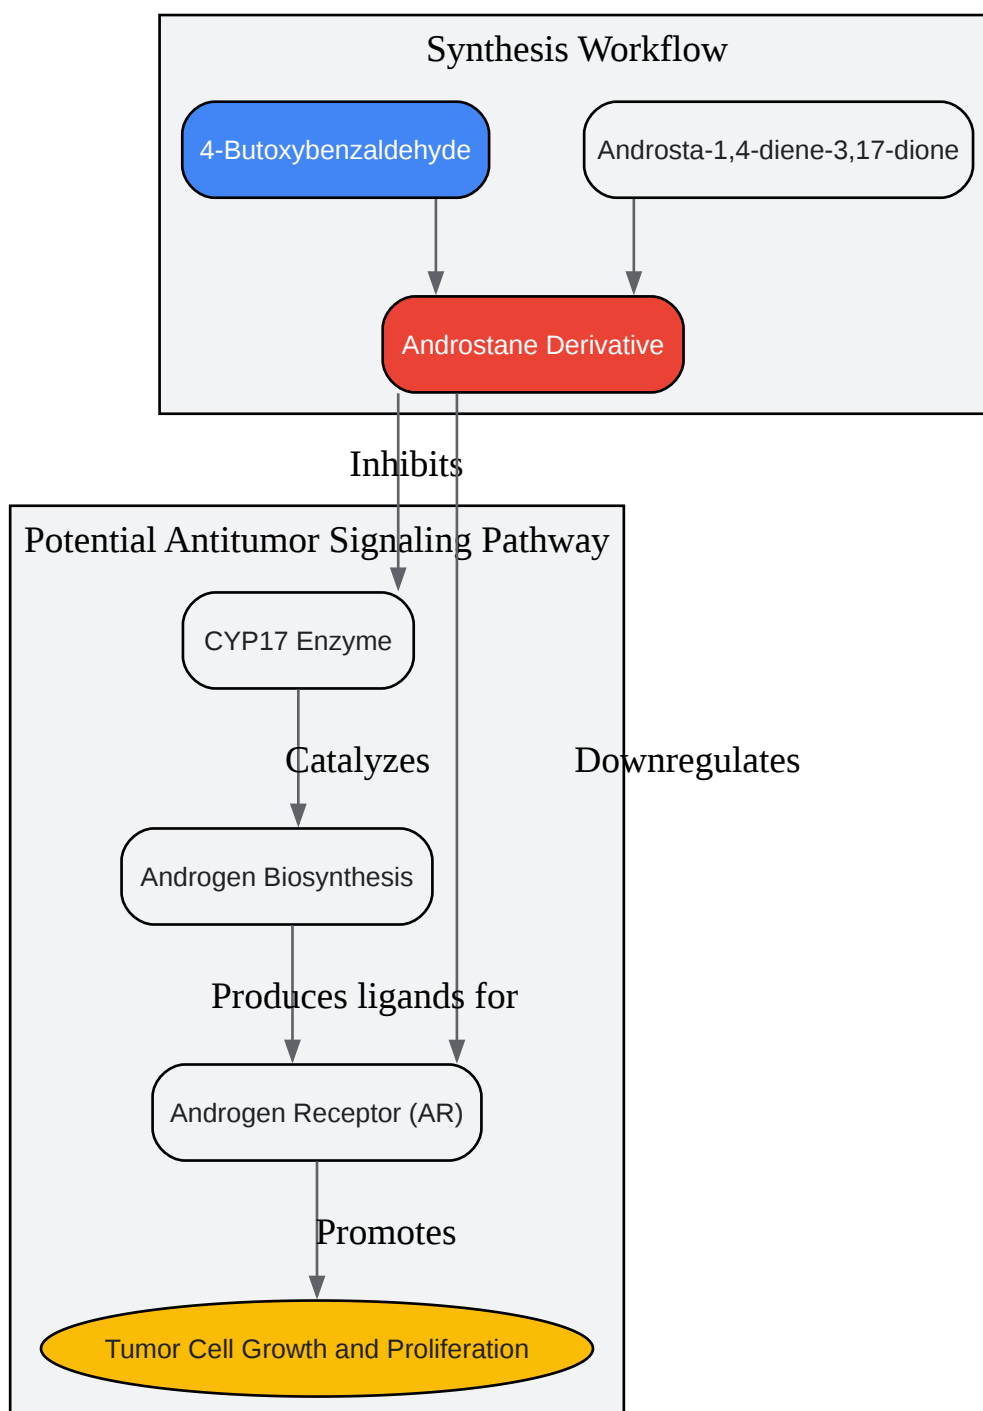 Synthesis Workflow
4-Butoxybenzaldehyde
Androsta-1,4-diene-3,17-dione
Androstane Derivative
Inhibits
Potential Antitumor Signaling Pathway
CYP17 Enzyme
Catalyzes
Downregulates
Androgen Biosynthesis
Produces ligands for
Androgen Receptor (AR)
Promotes
Tumor Cell Growth and Proliferation